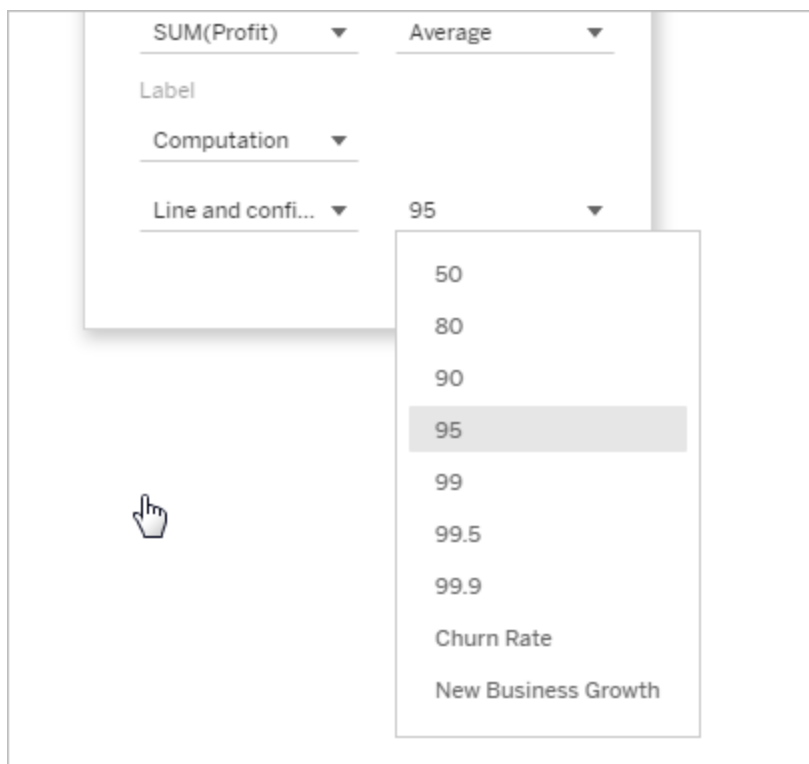 SUM(Profit) Average
Label
Computation
Line and confi... 95
50
80
90
95
99
99.5
99.9
Churn Rate
New Business Growth